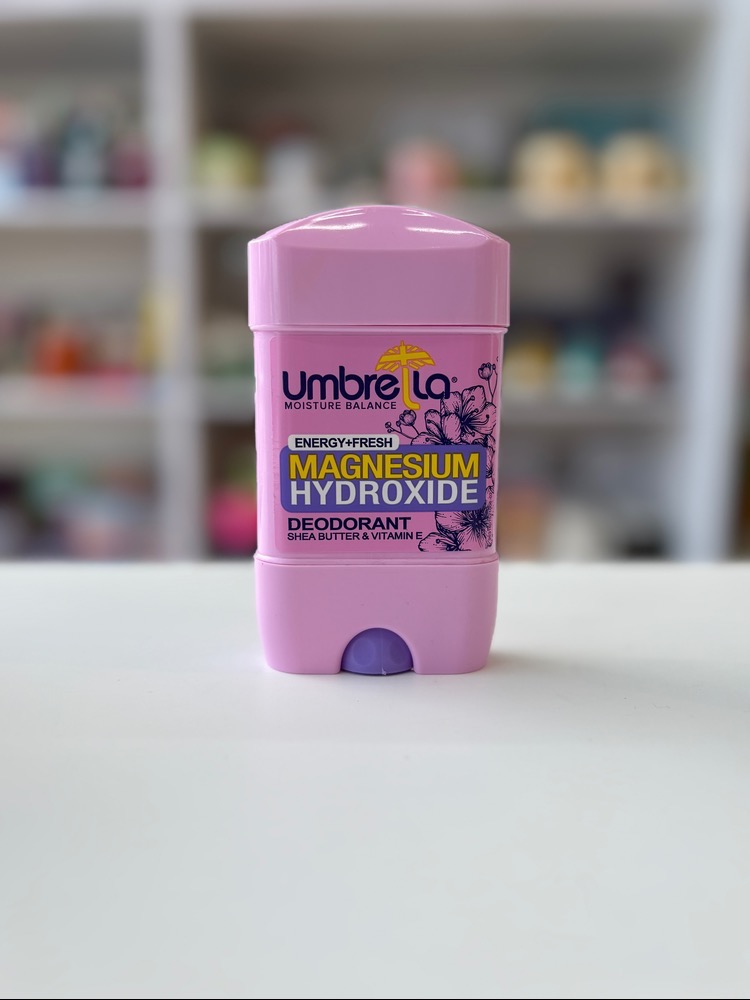 Umbrella®
MOISTURE BALANCE
ENERGY+FRESH
MAGNESIUM
HYDROXIDE
DEODORANT
SHEA BUTTER & VITAMIN E